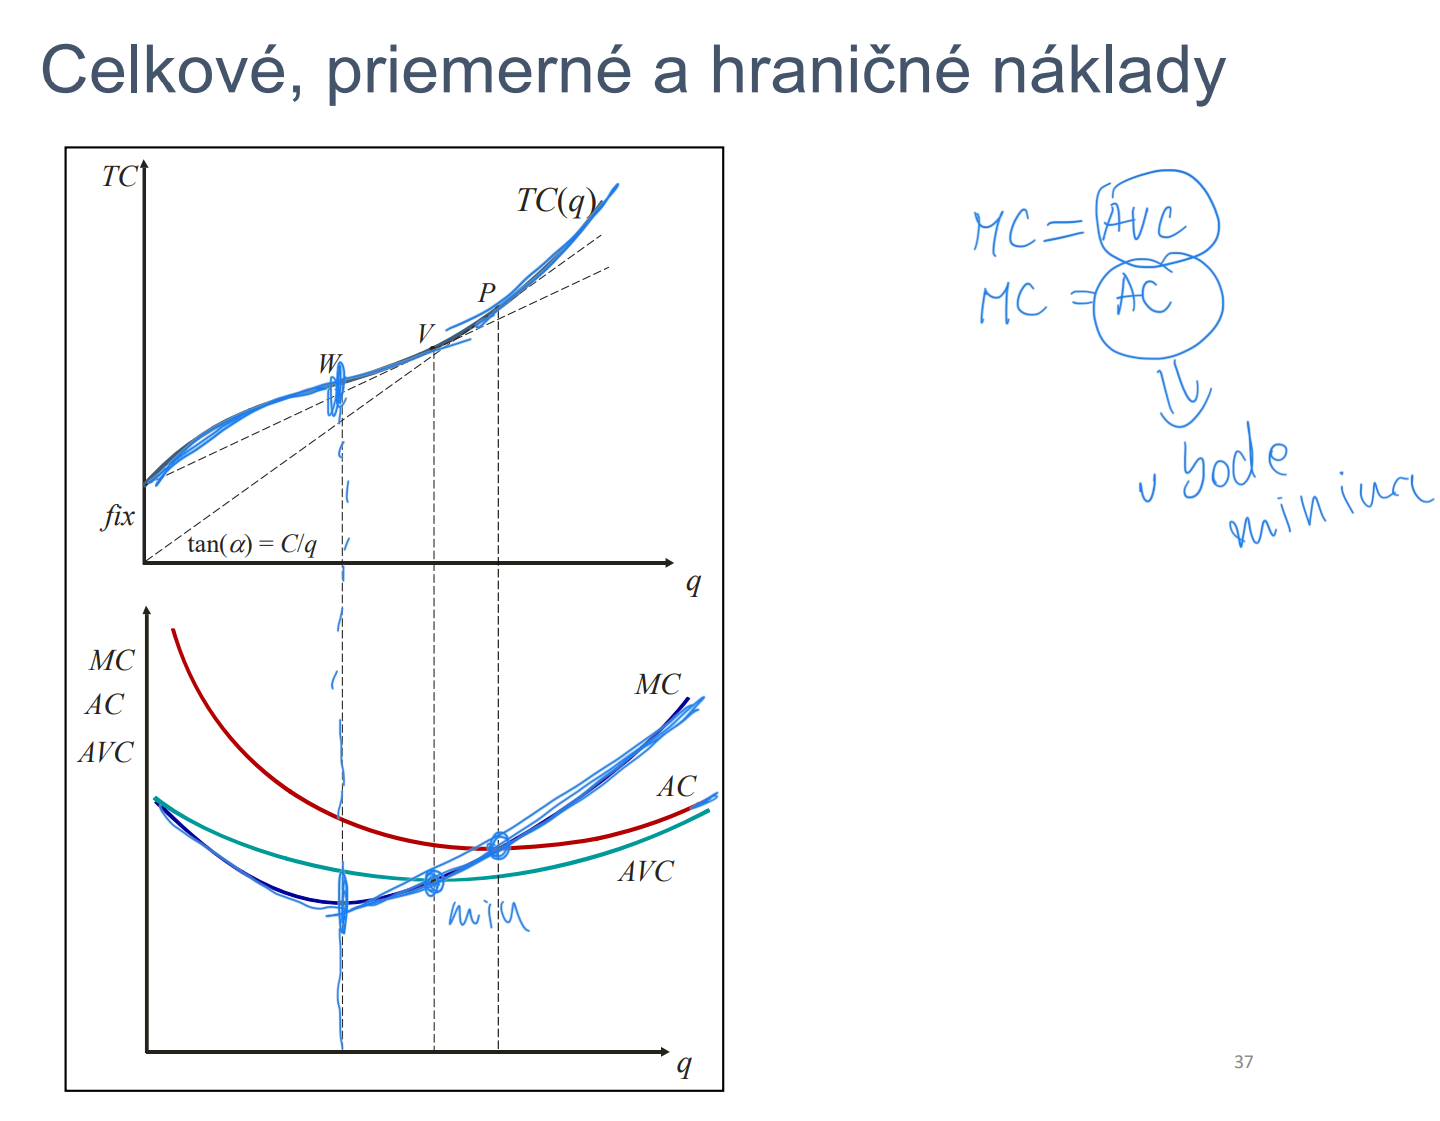 Celkové, priemerné a hraničné náklady
TC
TC(q)
P
V
W
fix
tan(α) = C/q
q
MC
AC
AVC
MC
AC
AVC
min
q
MC = AVC
MC = AC
v bode
minima
37